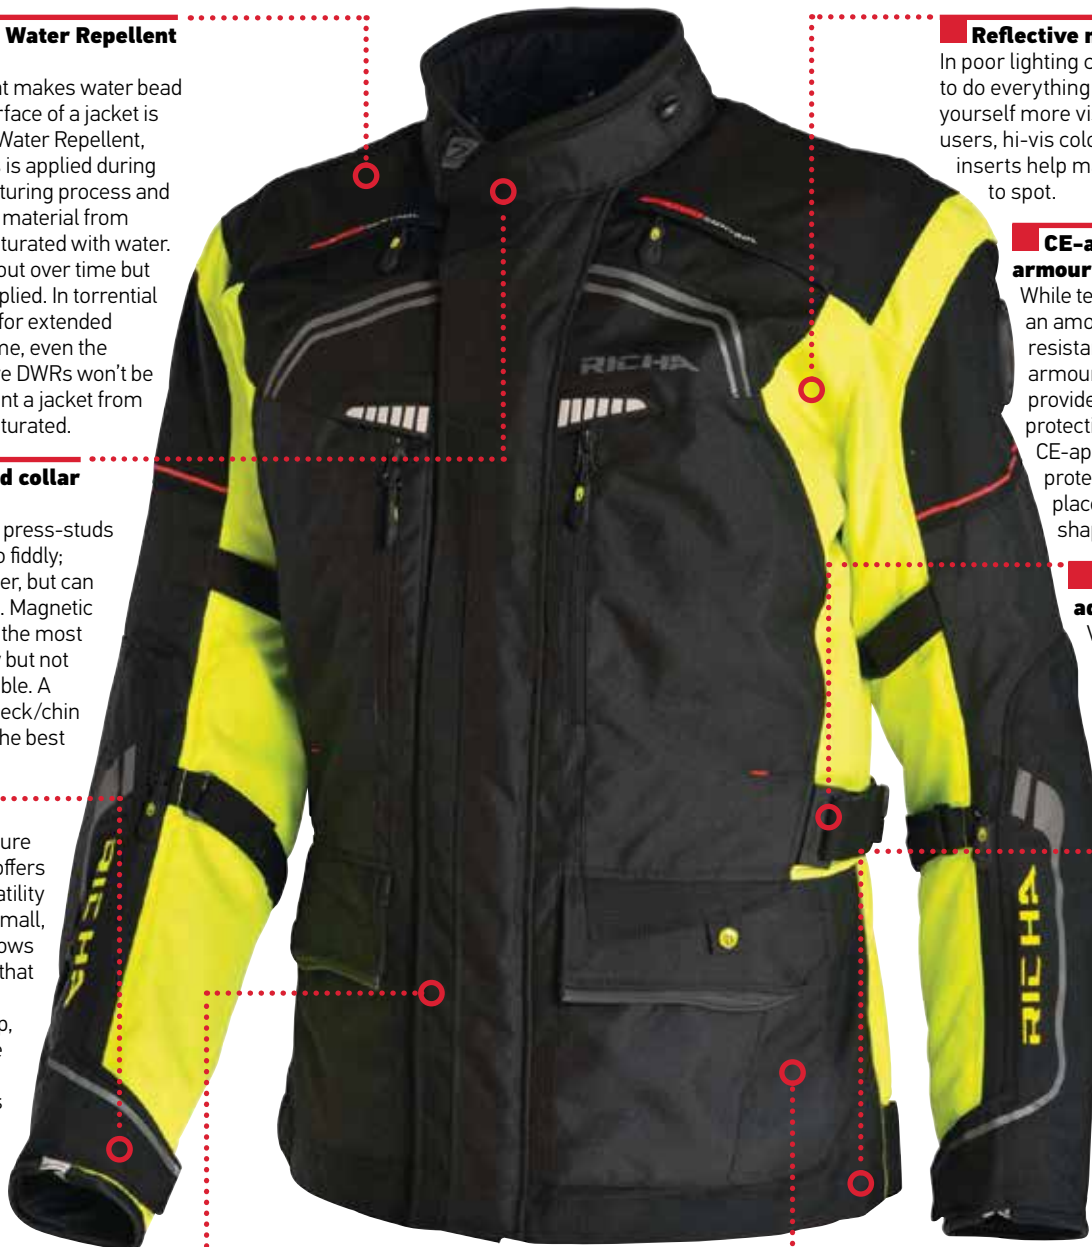 Water Repellent
t makes water bead
rface of a jacket is
Water Repellent,
s is applied during
turing process and
material from
turated with water.
out over time but
plied. In torrential
for extended
me, even the
e DWRs won't be
nt a jacket from
turated.
d collar
press-studs
o fiddly;
er, but can
. Magnetic
the most
but not
ble. A
eck/chin
he best
ure
offers
atility
mall,
ows
that
p,
e
s
Reflective
In poor lighting
to do everything
yourself more vi
users, hi-vis colo
inserts help m
to spot.
CE-a
armour
While te
an amo
resista
armou
provide
protecti
CE-ap
prote
place
sha
ac
V
RICHA
RICHA
RICHA